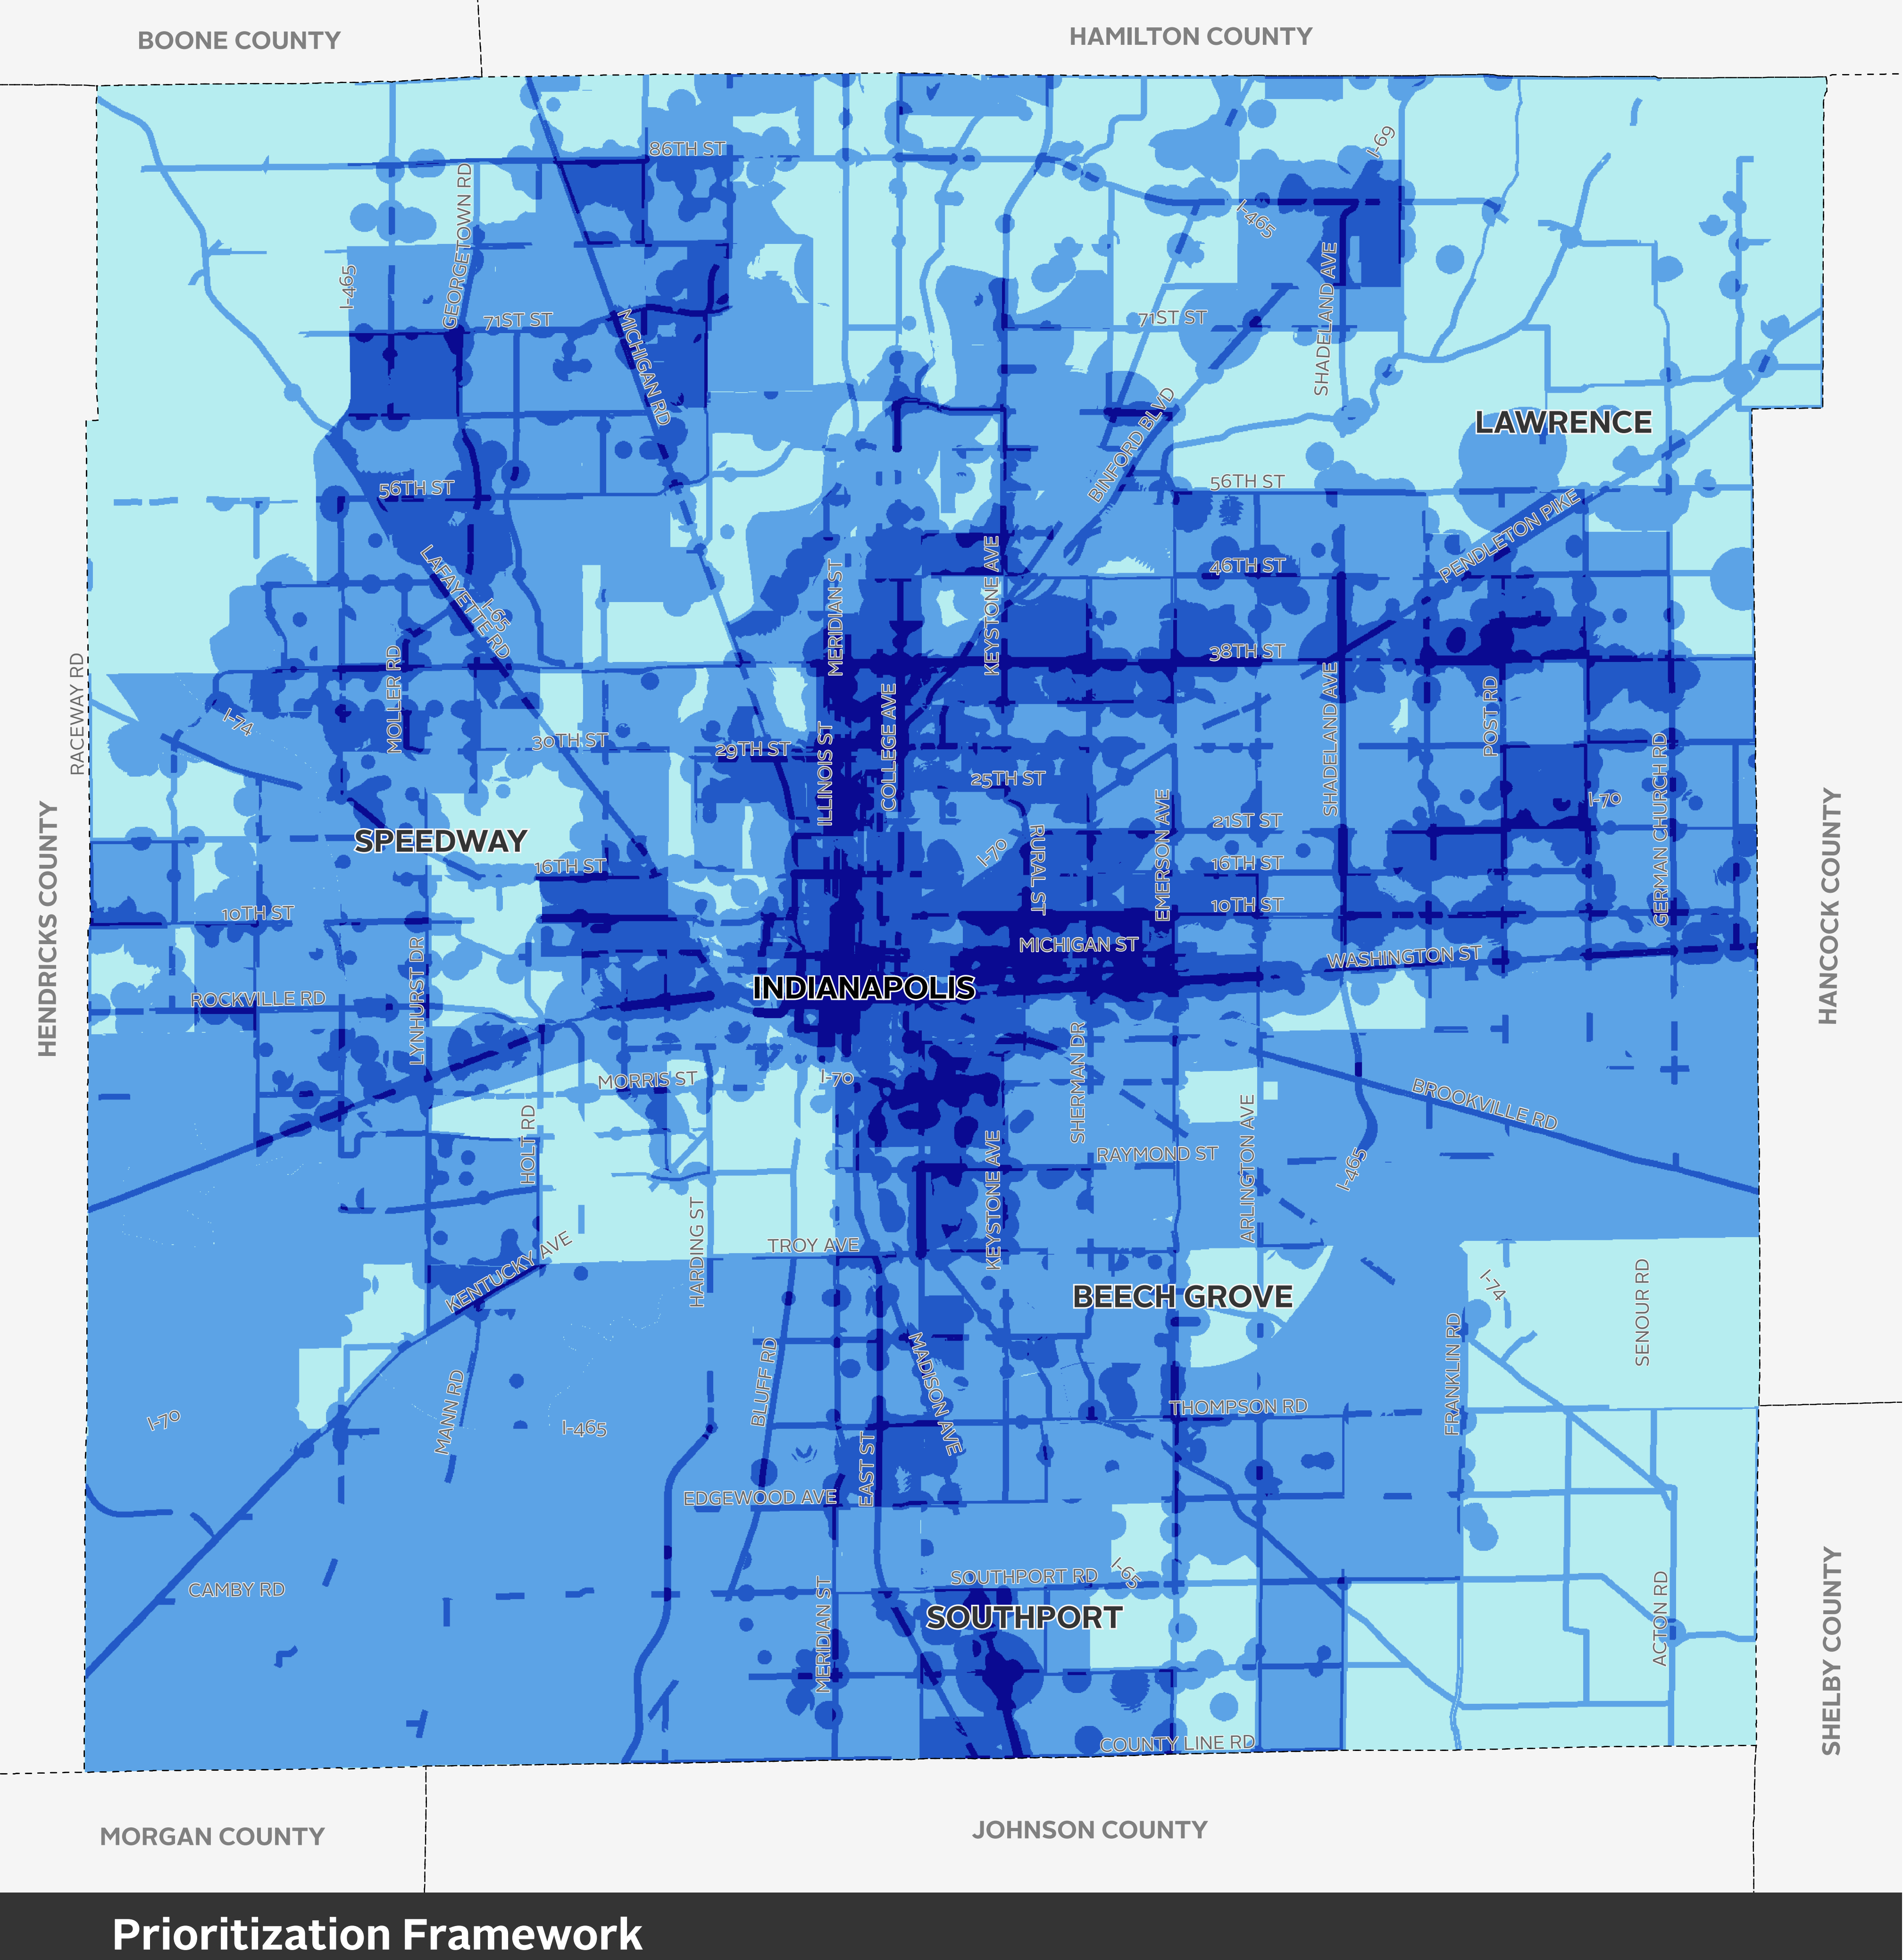 BOONE COUNTY
HAMILTON COUNTY
86TH ST
I-69
GEORGETOWN RD
I-465
I-465
SHADELAND AVE
71ST ST
71ST ST
MICHIGAN RD
BINFORD BLVD
LAWRENCE
56TH ST
56TH ST
PENDLETON PIKE
LAFAYETTE RD
I-65
MERIDIAN ST
KEYSTONE AVE
46TH ST
38TH ST
RACEWAY RD
MOLLER RD
I-74
COLLEGE AVE
SHADELAND AVE
POST RD
30TH ST
29TH ST
ILLINOIS ST
25TH ST
GERMAN CHURCH RD
I-70
HENDRICKS COUNTY
HANCOCK COUNTY
SPEEDWAY
EMERSON AVE
21ST ST
16TH ST
I-70
RURAL ST
16TH ST
10TH ST
10TH ST
MICHIGAN ST
WASHINGTON ST
LYNHURST DR
INDIANAPOLIS
ROCKVILLE RD
SHERMAN DR
MORRIS ST
I-70
BROOKVILLE RD
HOLT RD
ARLINGTON AVE
RAYMOND ST
I-465
KEYSTONE AVE
HARDING ST
TROY AVE
KENTUCKY AVE
BEECH GROVE
I-74
SENOUR RD
FRANKLIN RD
BLUFF RD
MADISON AVE
MANN RD
THOMPSON RD
I-70
I-465
EAST ST
EDGEWOOD AVE
CAMBY RD
SOUTHPORT RD
I-65
MERIDIAN ST
SOUTHPORT
ACTON RD
SHELBY COUNTY
COUNTY LINE RD
MORGAN COUNTY
JOHNSON COUNTY
Prioritization Framework